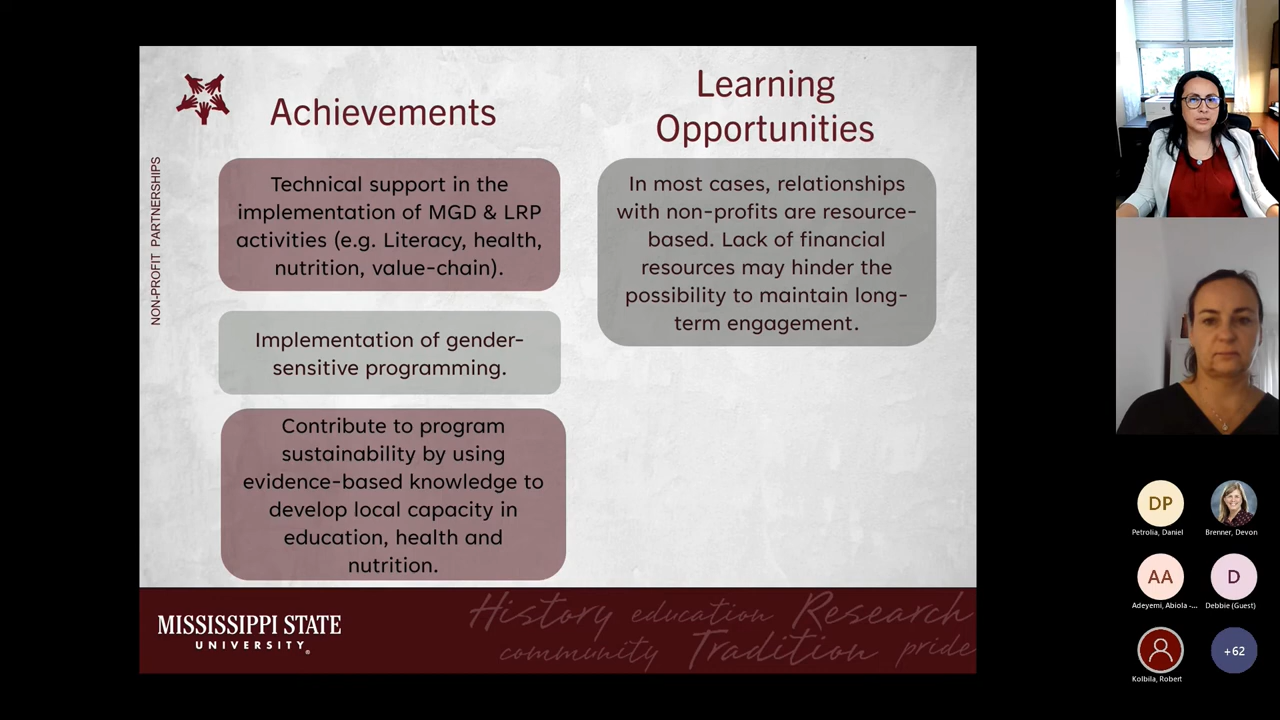 Achievements
Learning
Opportunities
NON-PROFIT PARTNERSHIPS
Technical support in the
implementation of MGD & LRP
activities (e.g. Literacy, health,
nutrition, value-chain).
Implementation of gender-
sensitive programming.
Contribute to program
sustainability by using
evidence-based knowledge to
develop local capacity in
education, health and
nutrition.
In most cases, relationships
with non-profits are resource-
based. Lack of financial
resources may hinder the
possibility to maintain long-
term engagement.
MISSISSIPPI STATE
UNIVERSITY®
History education Research
community Tradition pride
DP
Petrolia, Daniel
Brenner, Devon
AA
Adeyemi, Abiola -...
D
Debbie (Guest)
Kolbila, Robert
+62